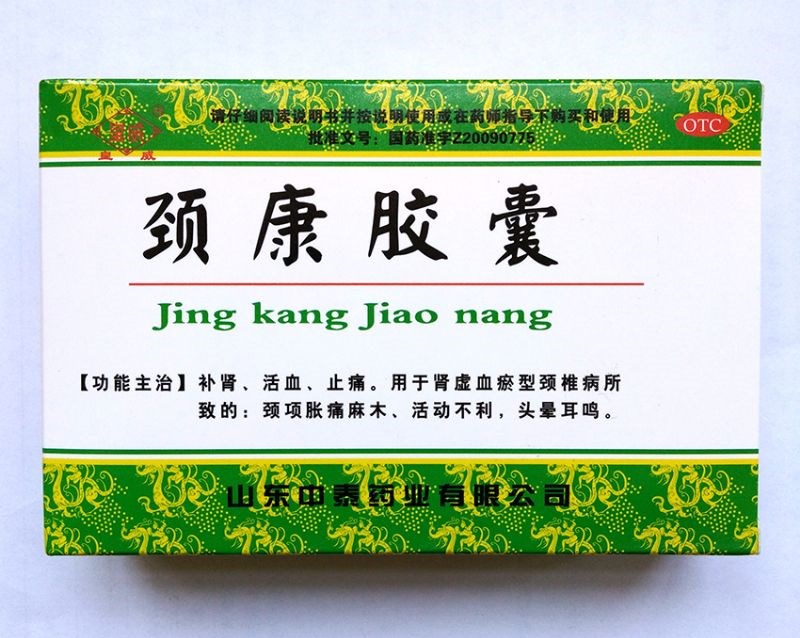 请仔细阅读说明书并按说明使用或在药师指导下购买和使用
批准文号：国药准字Z20090775
OTC
皇威
颈康胶囊
Jing kang Jiao nang
【功能主治】补肾、活血、止痛。用于肾虚血瘀型颈椎病所
致的：颈项胀痛麻木、活动不利，头晕耳鸣。
山东中泰药业有限公司